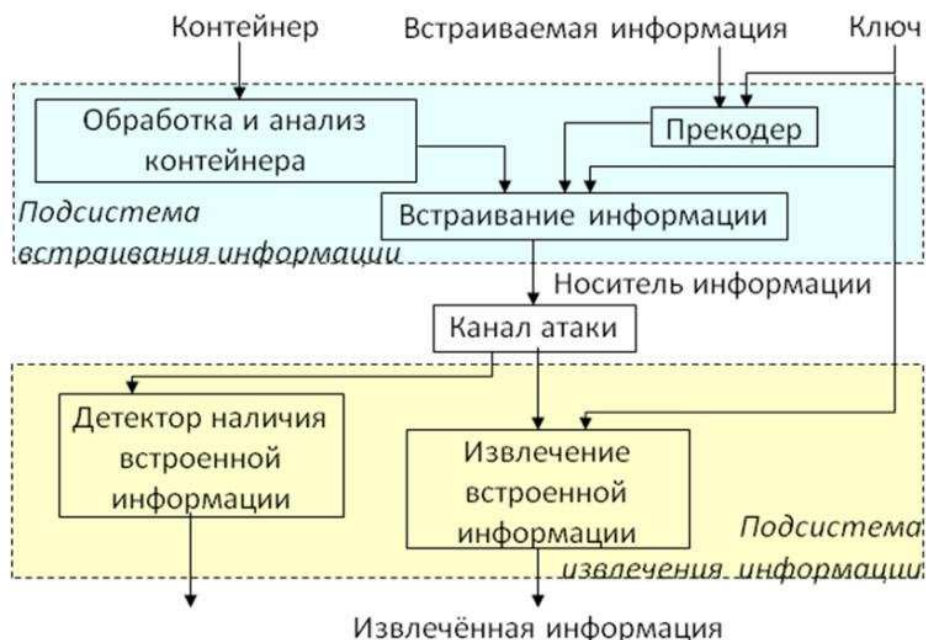 Контейнер
Встраиваемая информация
Ключ
Обработка и анализ
контейнера
Прекодер
Встраивание информации
Подсистема
встраивания информации
Носитель информации
Канал атаки
Детектор наличия
встроенной
информации
Извлечение
встроенной
информации
Подсистема
извлечения информации
Извлечённая информация